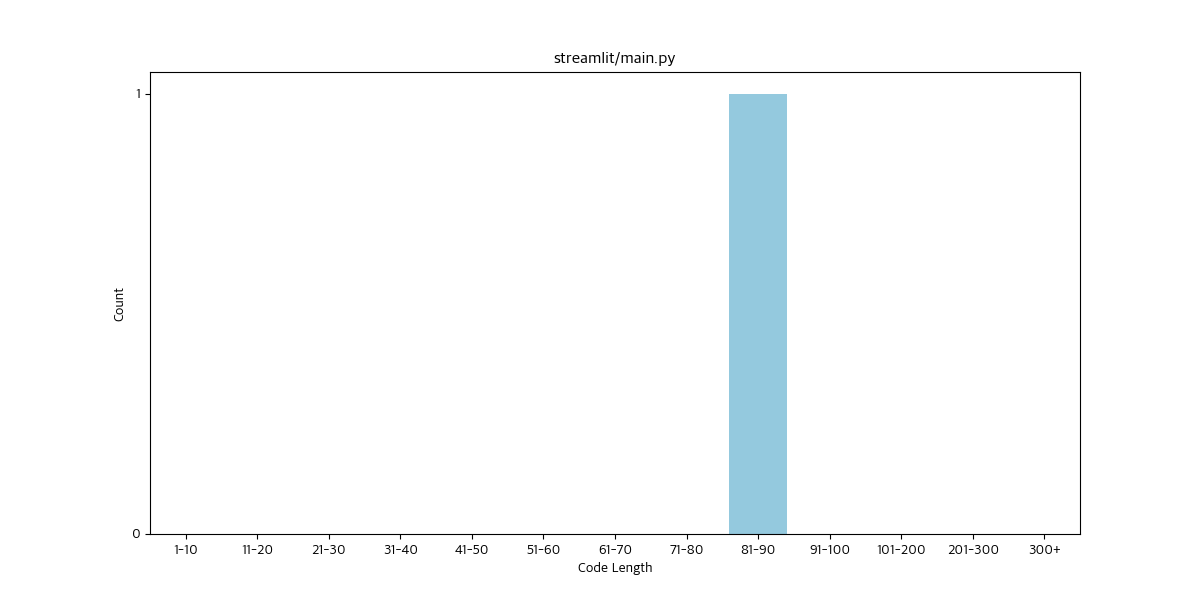 streamlit/main.py
1
Count
0
1-10 11-20 21-30 31-40 41-50 51-60 61-70 71-80 81-90 91-100 101-200 201-300 300+
Code Length